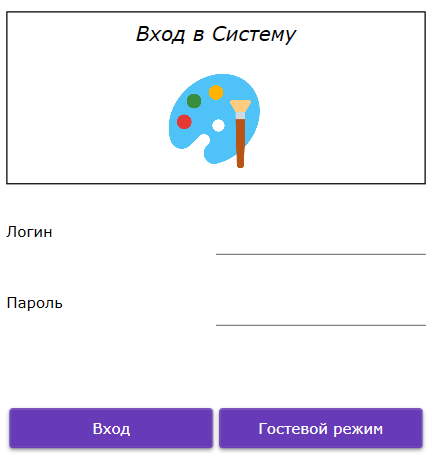 Вход в Систему
Логин
Пароль
Вход
Гостевой режим